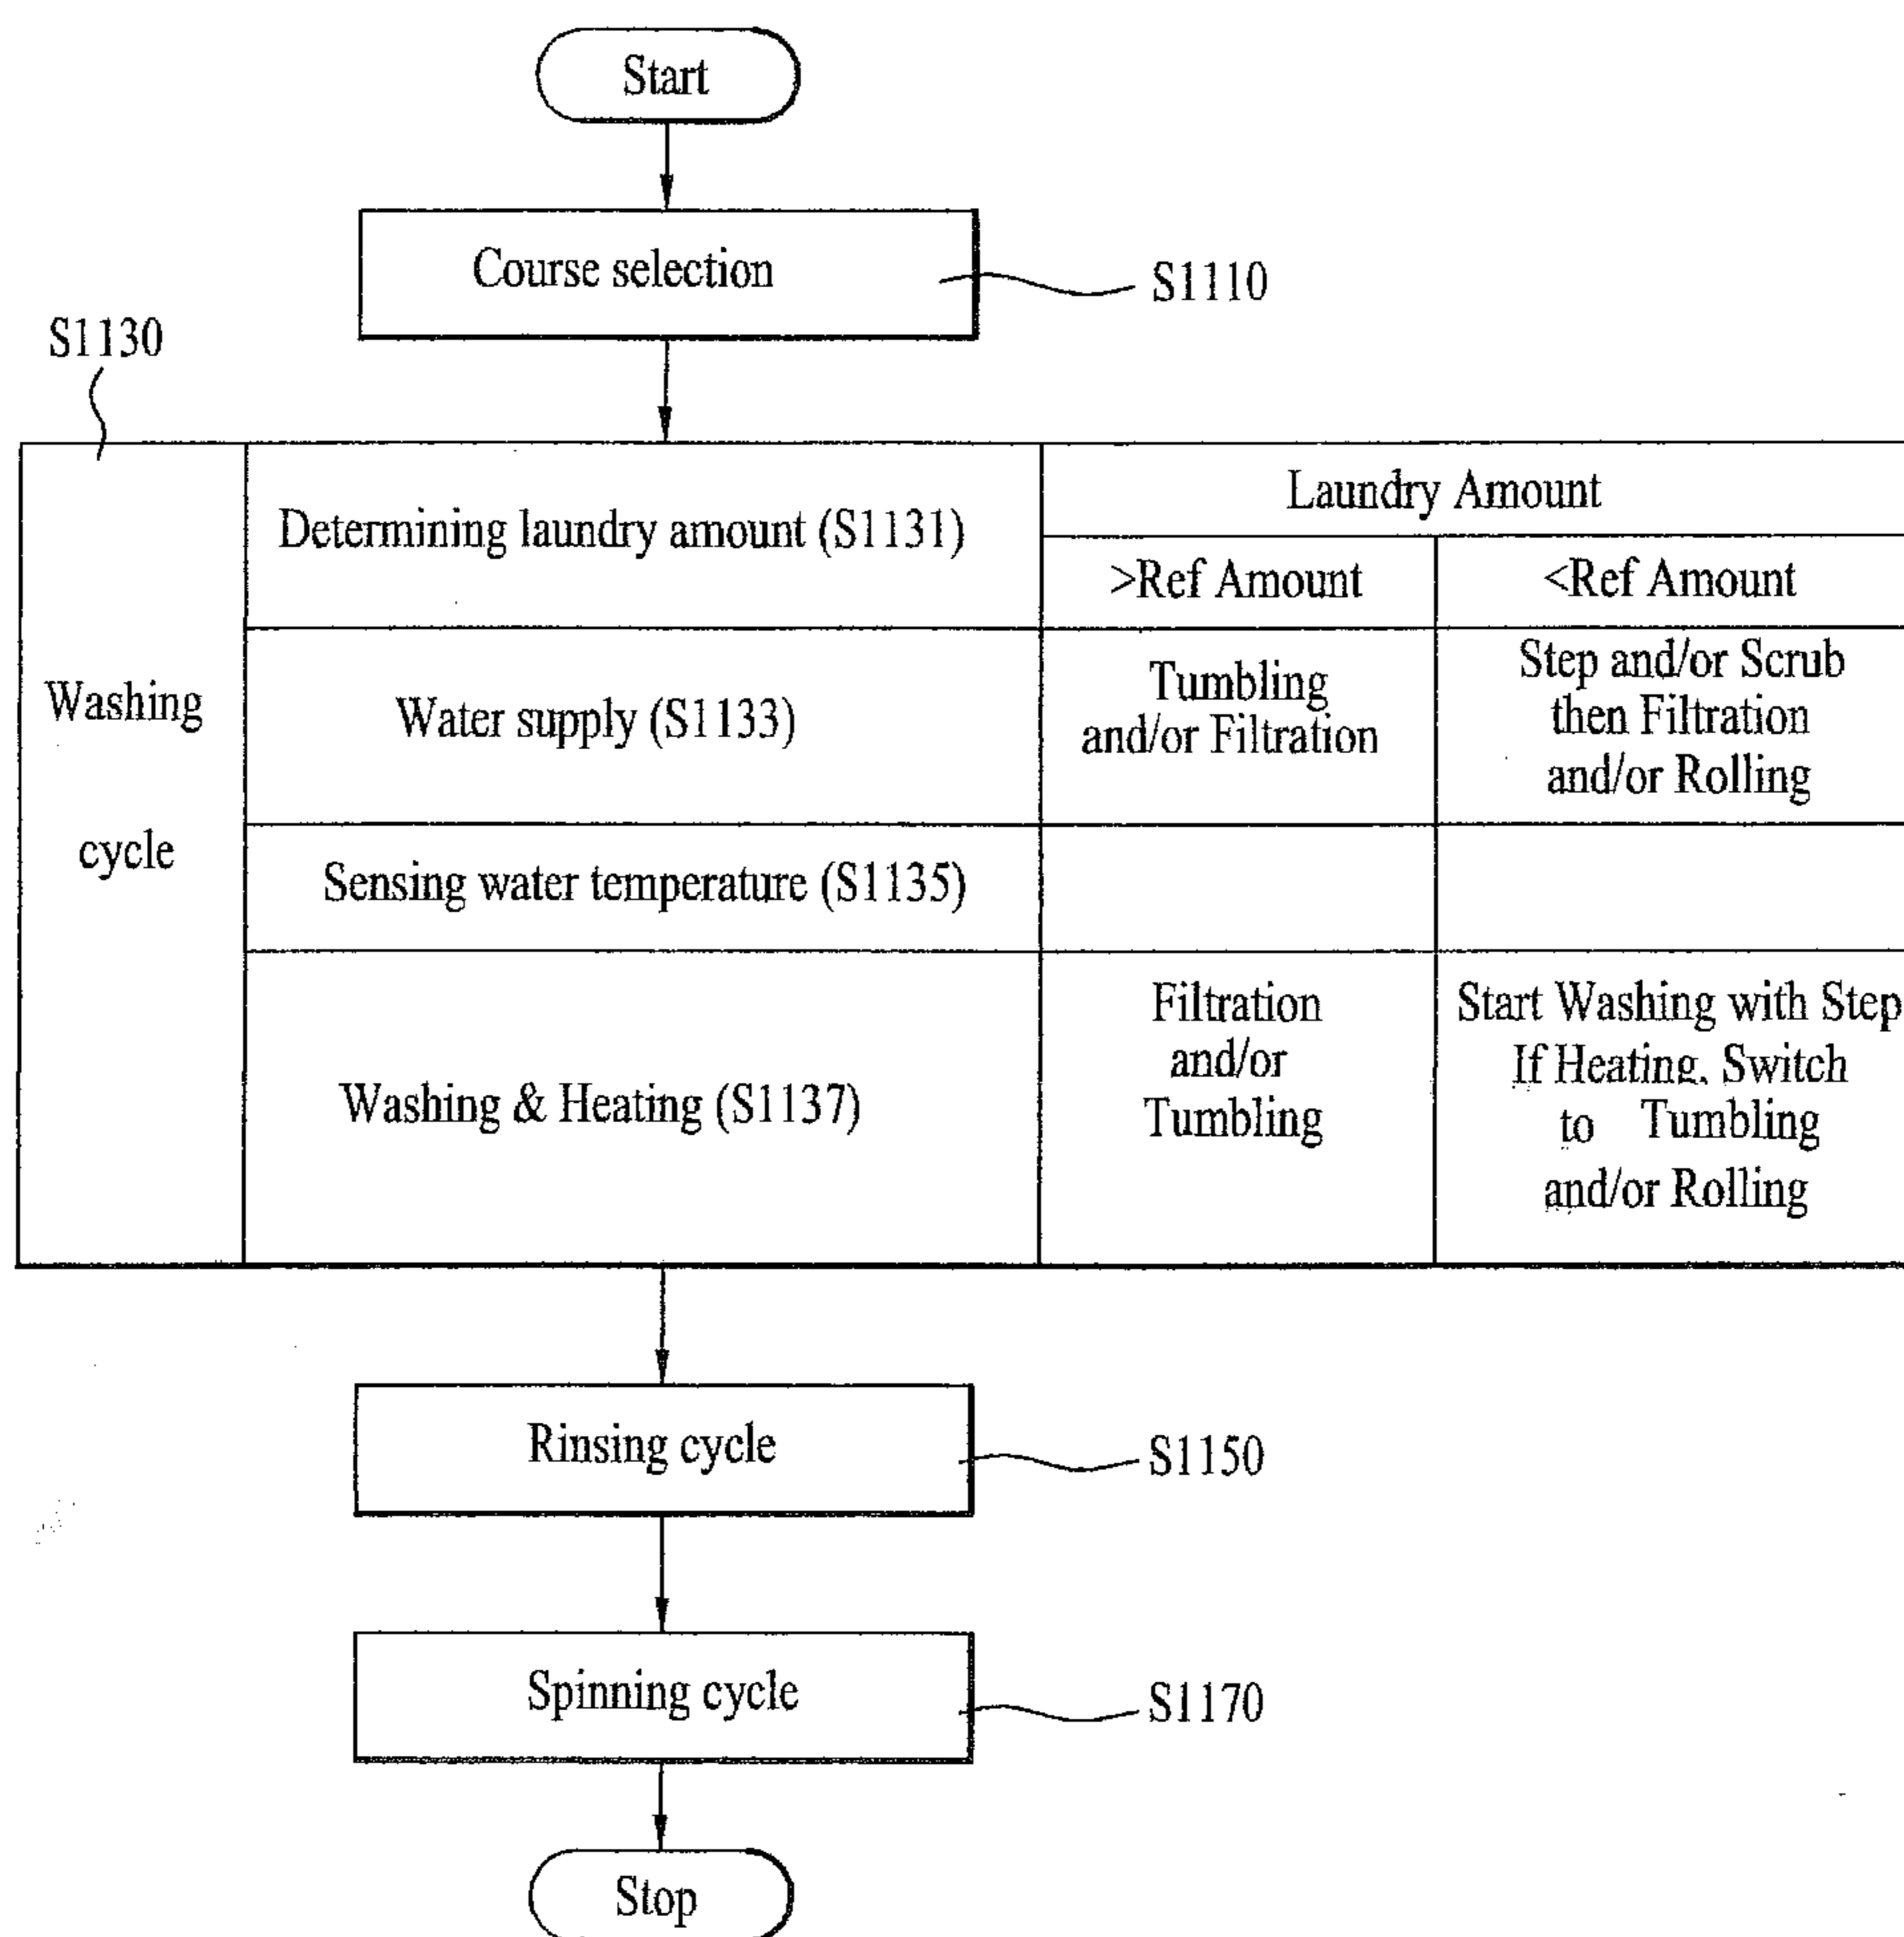 Start
Course selection
S1110
S1130
Washing
cycle
Determining laundry amount (S1131)
Laundry Amount
>Ref Amount
<Ref Amount
Water supply (S1133)
Tumbling
and/or Filtration
Step and/or Scrub
then Filtration
and/or Rolling
Sensing water temperature (S1135)
Washing & Heating (S1137)
Filtration
and/or
Tumbling
Start Washing with Step
If Heating, Switch
to Tumbling
and/or Rolling
Rinsing cycle
S1150
Spinning cycle
S1170
Stop